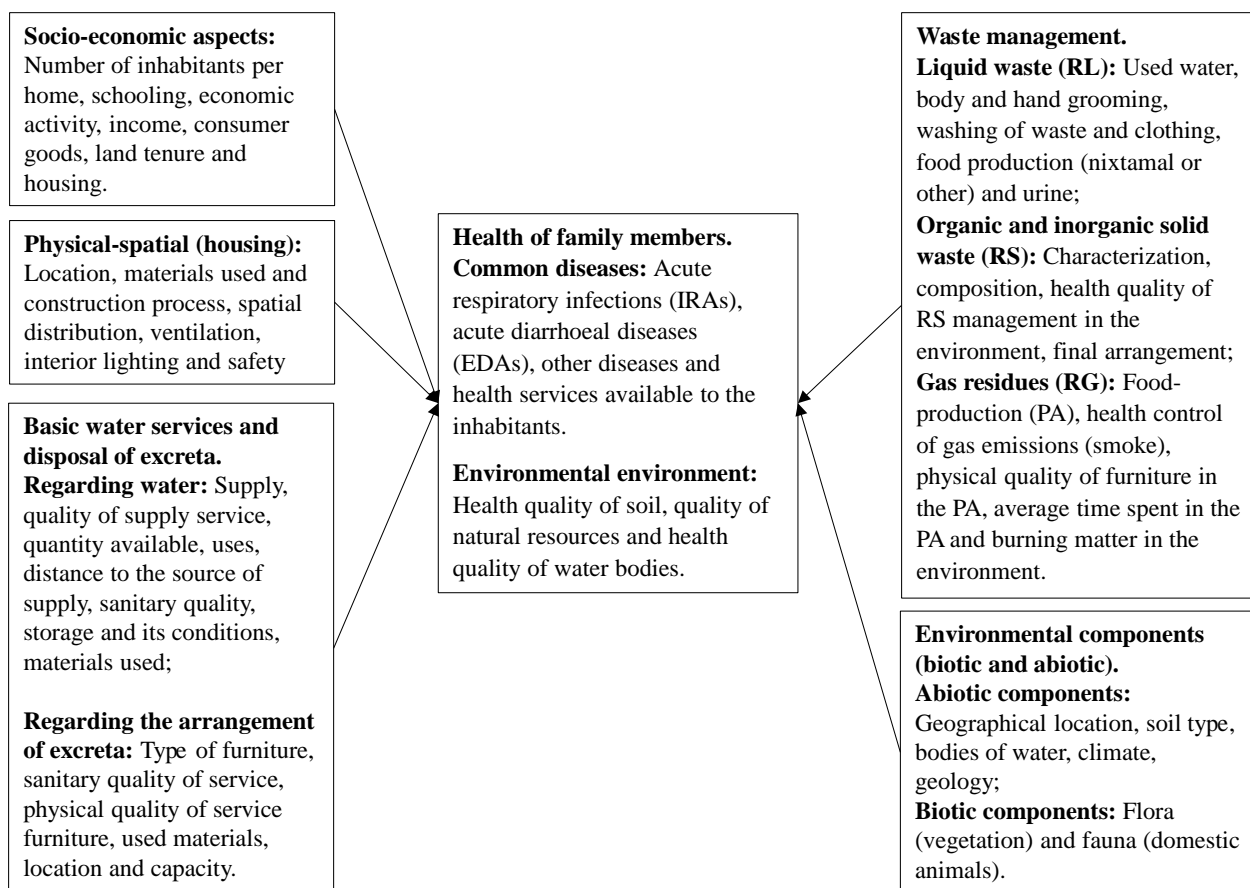 Socio-economic aspects:
Number of inhabitants per
home, schooling, economic
activity, income, consumer
goods, land tenure and
housing.
Physical-spatial (housing):
Location, materials used and
construction process, spatial
distribution, ventilation,
interior lighting and safety
Basic water services and
disposal of excreta.
Regarding water: Supply,
quality of supply service,
quantity available, uses,
distance to the source of
supply, sanitary quality,
storage and its conditions,
materials used;
Regarding the arrangement
of excreta: Type of furniture,
sanitary quality of service,
physical quality of service
furniture, used materials,
location and capacity.
Health of family members.
Common diseases: Acute
respiratory infections (IRAs),
acute diarrhoeal diseases
(EDAs), other diseases and
health services available to the
inhabitants.
Environmental environment:
Health quality of soil, quality of
natural resources and health
quality of water bodies.
Waste management.
Liquid waste (RL): Used water,
body and hand grooming,
washing of waste and clothing,
food production (nixtamal or
other) and urine;
Organic and inorganic solid
waste (RS): Characterization,
composition, health quality of
RS management in the
environment, final arrangement;
Gas residues (RG): Food-
production (PA), health control
of gas emissions (smoke),
physical quality of furniture in
the PA, average time spent in the
PA and burning matter in the
environment.
Environmental components
(biotic and abiotic).
Abiotic components:
Geographical location, soil type,
bodies of water, climate,
geology;
Biotic components: Flora
(vegetation) and fauna (domestic
animals).